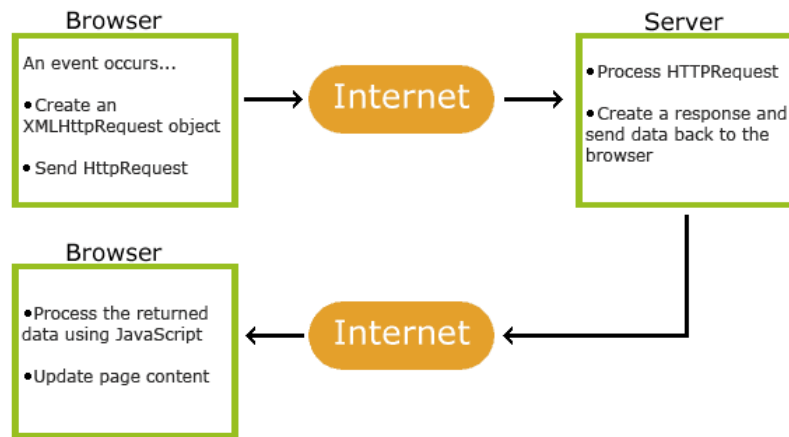 Browser
An event occurs...
•Create an
XMLHttpRequest object
•Send HttpRequest
Internet
Server
•Process HTTPRequest
•Create a response and
send data back to the
browser
Browser
•Process the returned
data using JavaScript
•Update page content
Internet